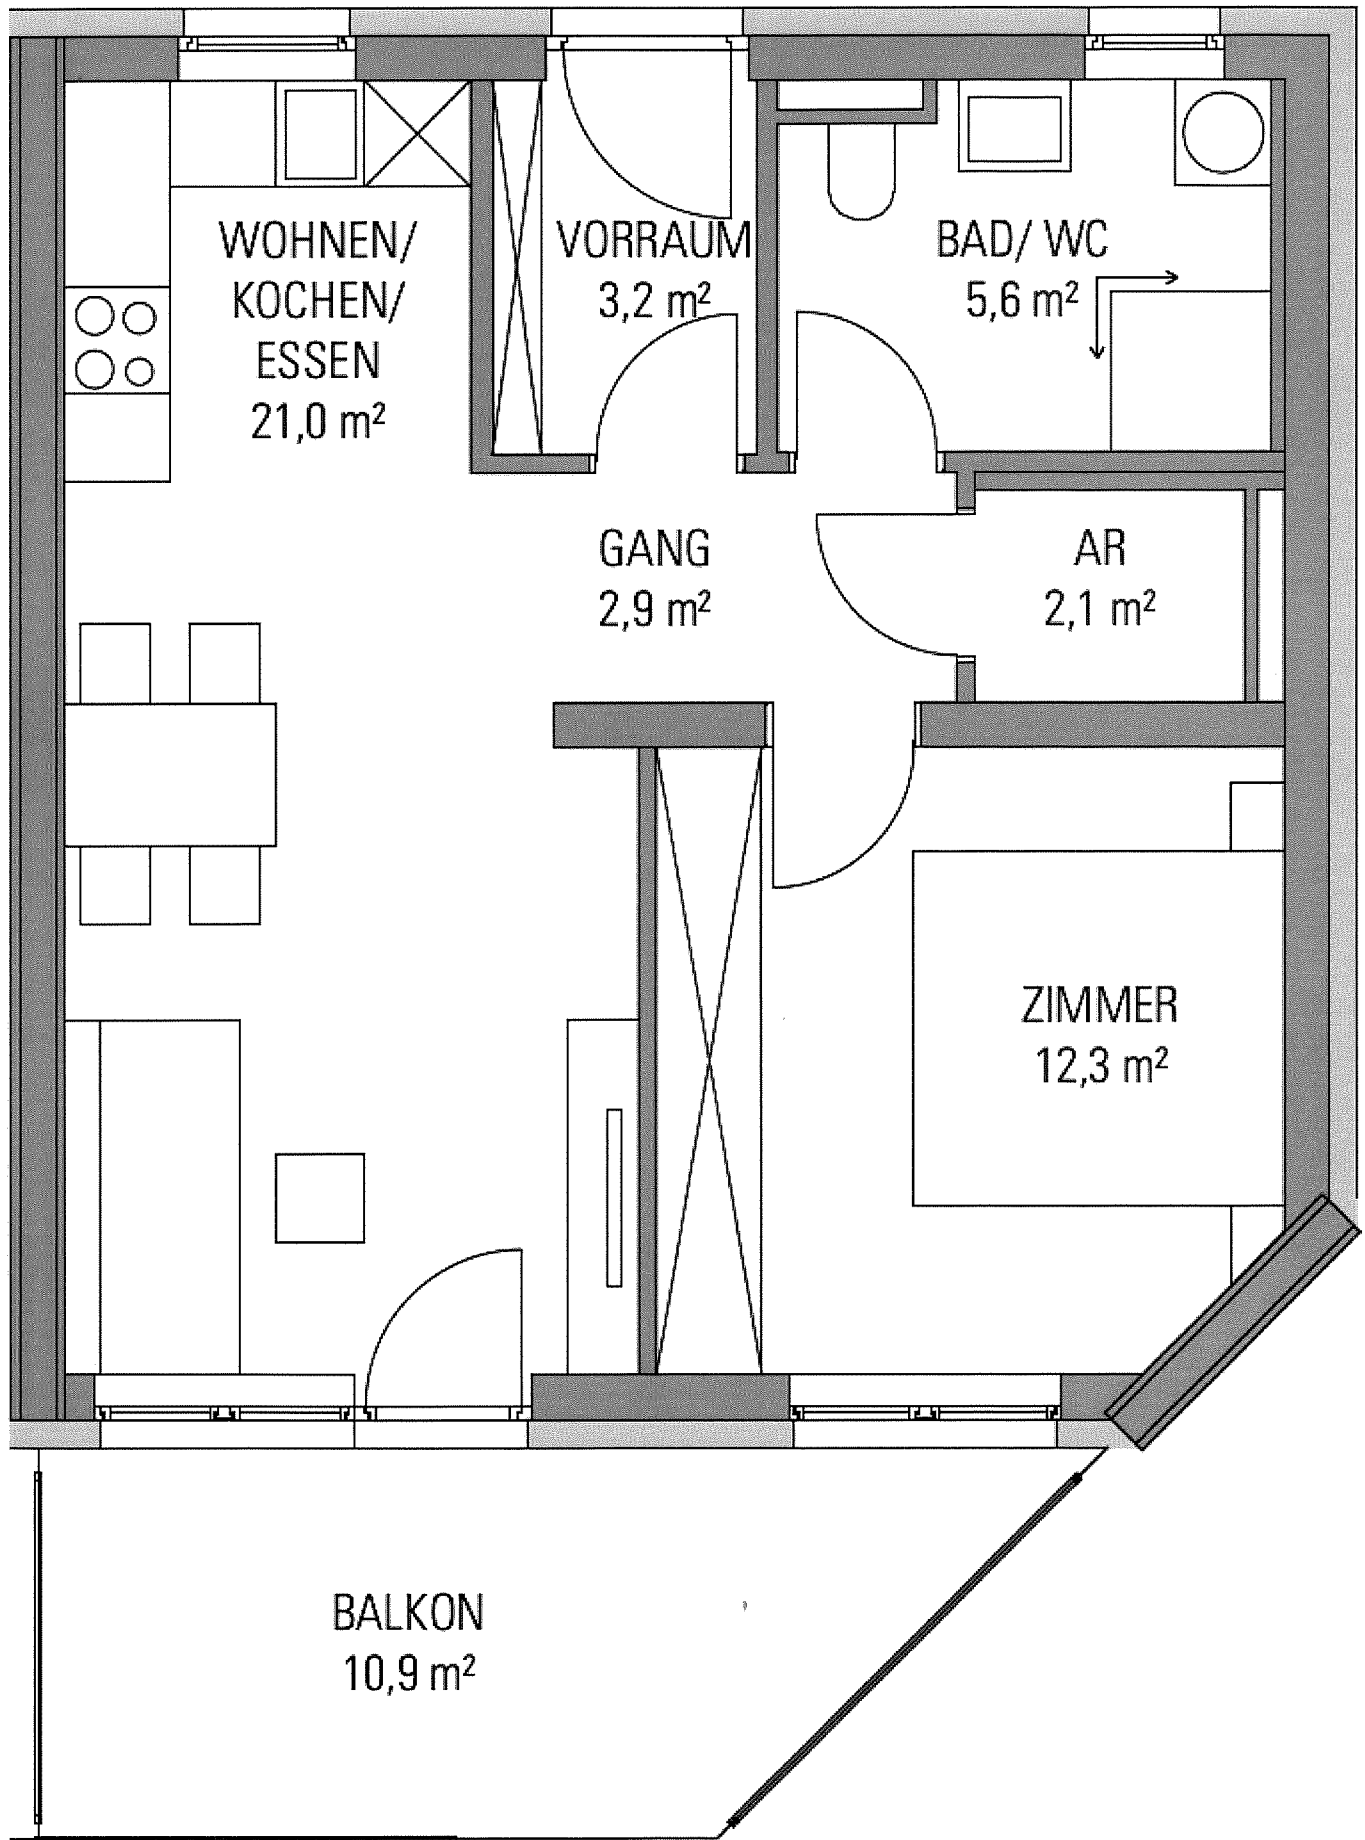 WOHNEN/
KOCHEN/
ESSEN
21,0 m²
VORRAUM
3,2 m²
BAD/ WC
5,6 m²
GANG
2,9 m²
AR
2,1 m²
ZIMMER
12,3 m²
BALKON
10,9 m²